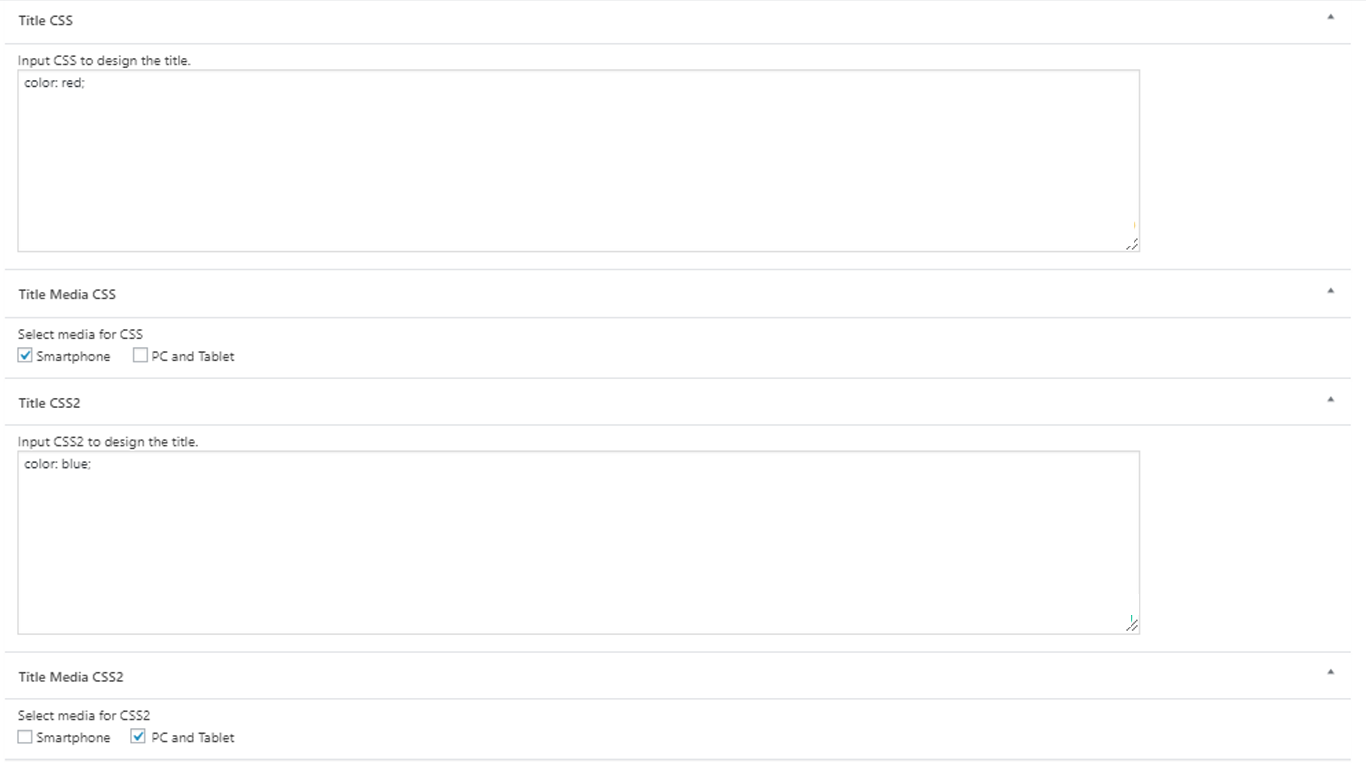 Title CSS
Input CSS to design the title.
color: red;
Title Media CSS
Select media for CSS
Smartphone PC and Tablet
Title CSS2
Input CSS2 to design the title.
color: blue;
Title Media CSS2
Select media for CSS2
Smartphone PC and Tablet